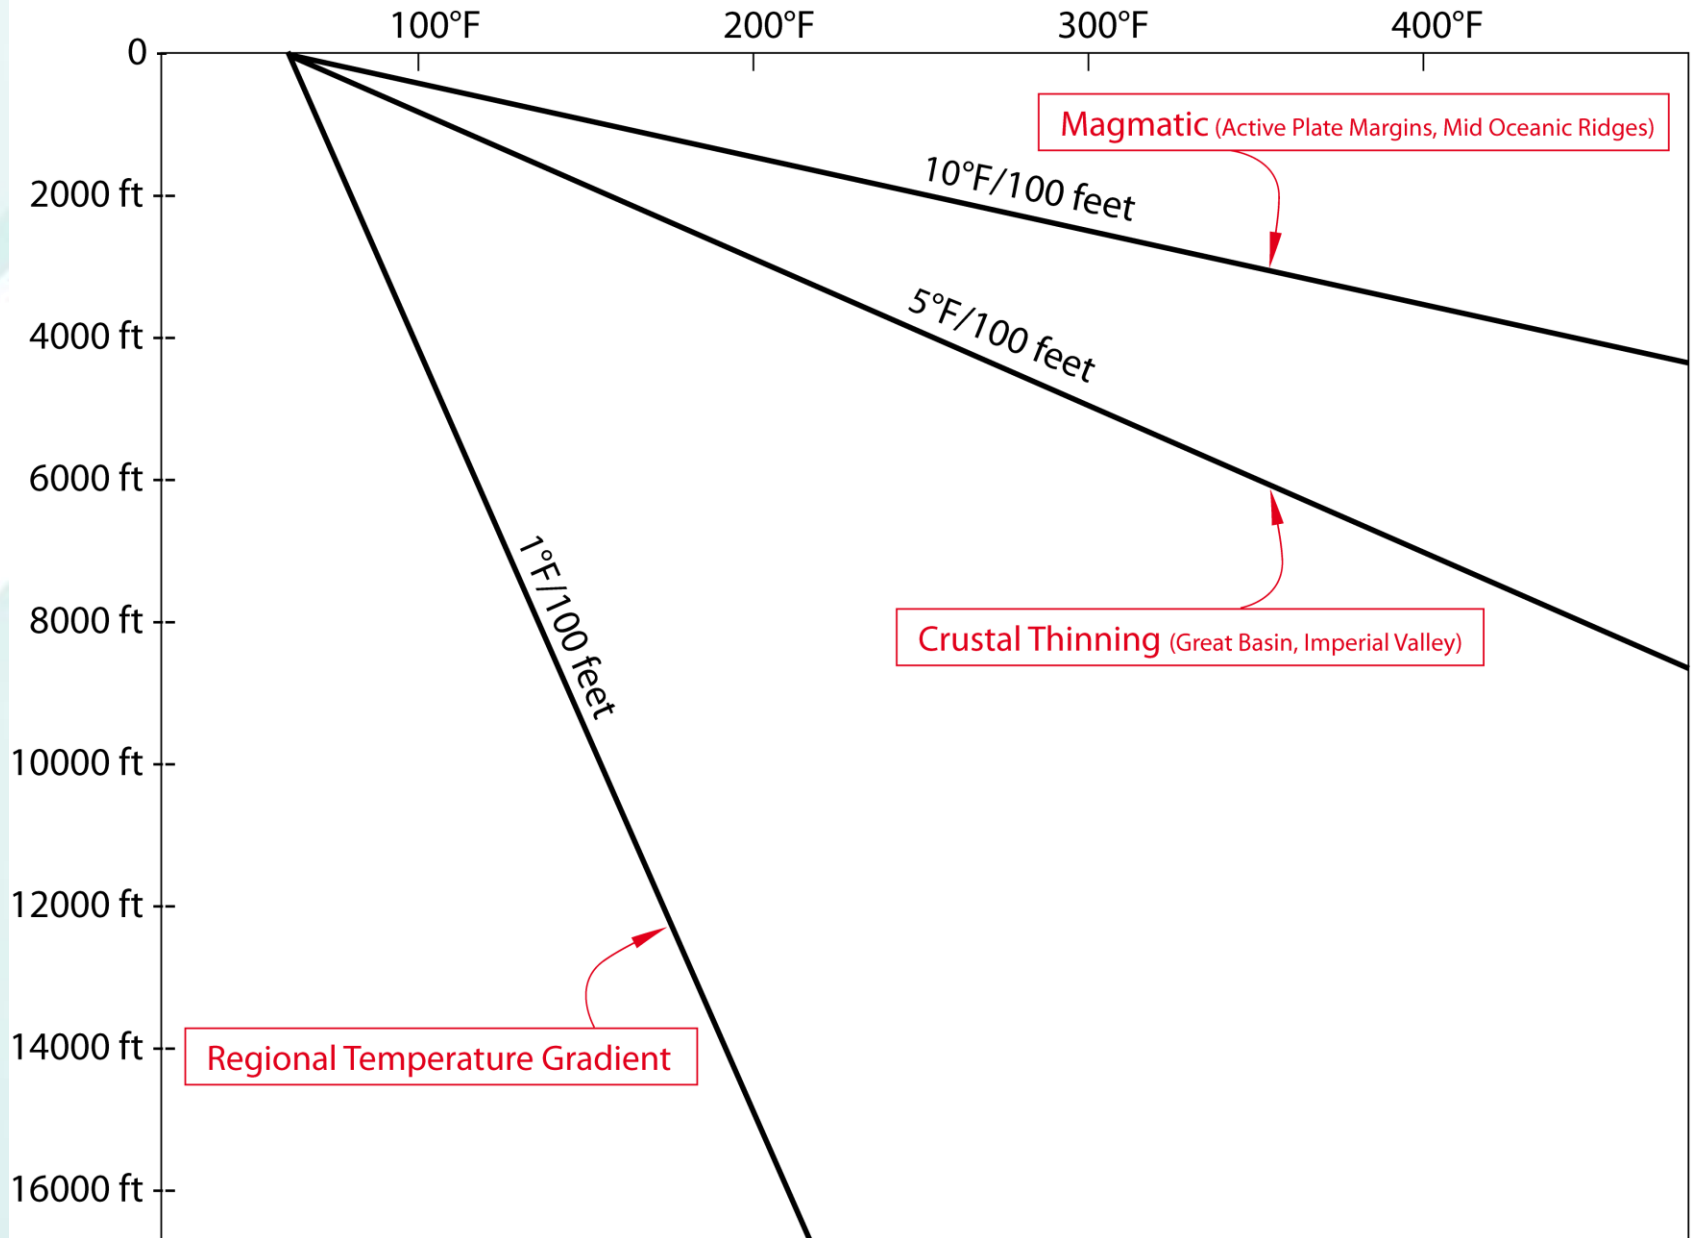 100°F 200°F 300°F 400°F
0
Magmatic (Active Plate Margins, Mid Oceanic Ridges)
10°F/100 feet
2000 ft
5°F/100 feet
4000 ft
6000 ft
1°F/100 feet
8000 ft
Crustal Thinning (Great Basin, Imperial Valley)
10000 ft
12000 ft
14000 ft
Regional Temperature Gradient
16000 ft